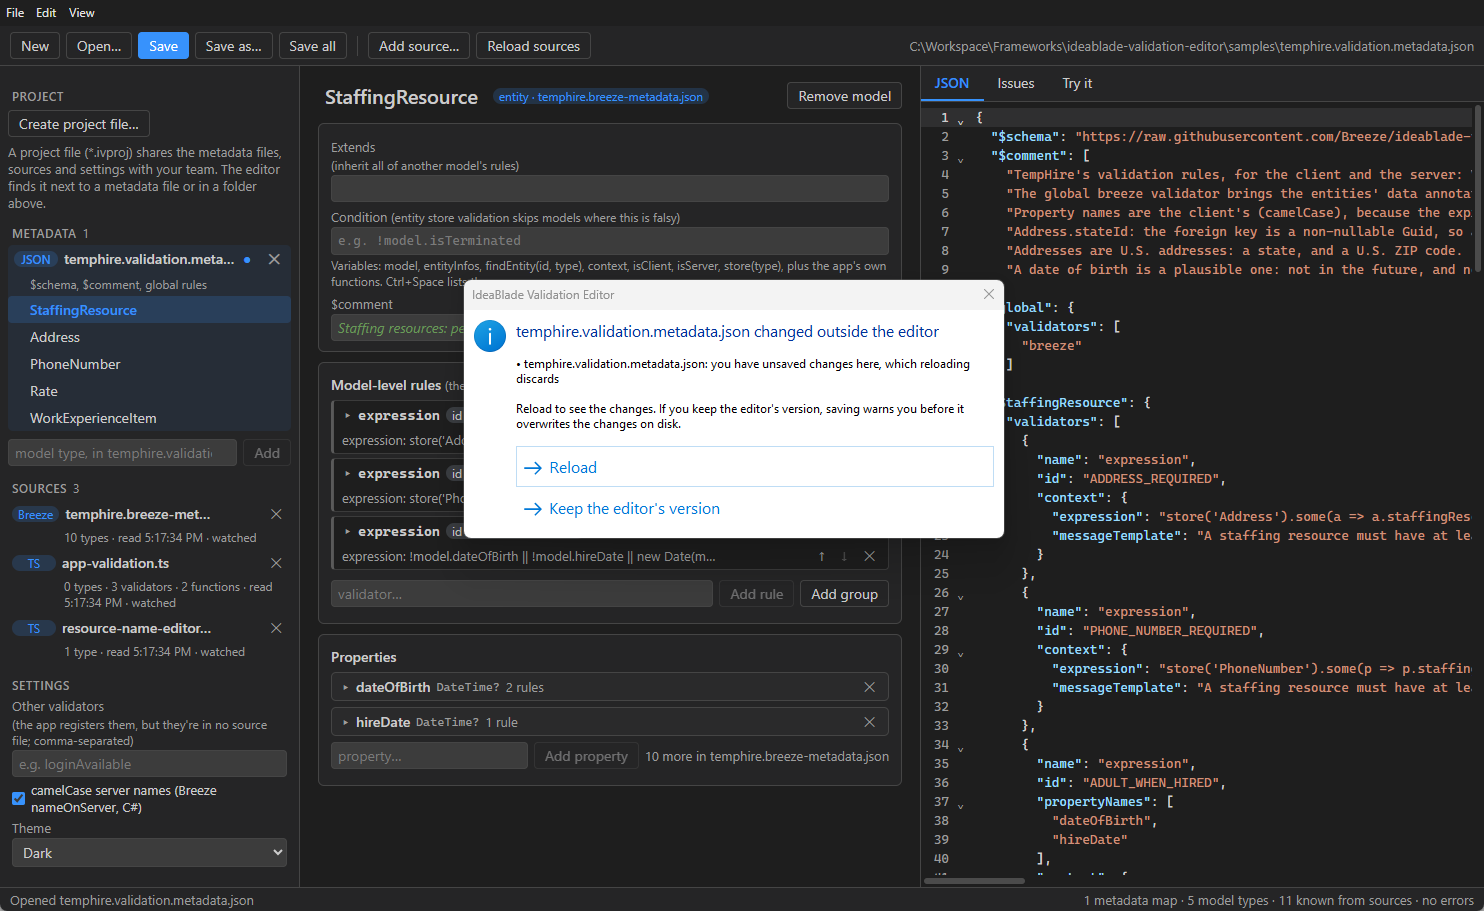 File Edit View
New Open... Save Save as... Save all Add source... Reload sources C:\Workspace\Frameworks\ideablade-validation-editor\samples\temphire.validation.metadata.json
PROJECT
Create project file...
A project file (*.ivproj) shares the metadata files,
sources and settings with your team. The editor
finds it next to a metadata file or in a folder
above.
METADATA 1
JSON temphire.validation.meta... • ×
$schema, $comment, global rules
StaffingResource
Address
PhoneNumber
Rate
WorkExperienceItem
model type, in temphire.validati Add
SOURCES 3
Breeze temphire.breeze-met... ×
10 types · read 5:17:34 PM · watched
TS app-validation.ts ×
0 types · 3 validators · 2 functions · read
5:17:34 PM · watched
TS resource-name-editor... ×
1 type · read 5:17:34 PM · watched
SETTINGS
Other validators
(the app registers them, but they're in no source
file; comma-separated)
e.g. loginAvailable
camelCase server names (Breeze
nameOnServer, C#)
Theme
Dark
StaffingResource entity · temphire.breeze-metadata.json Remove model
Extends
(inherit all of another model's rules)
Condition (entity store validation skips models where this is falsy)
e.g. !model.isTerminated
Variables: model, entityInfos, findEntity(id, type), context, isClient, isServer, store(type), plus the app's own
functions. Ctrl+Space lists
$comment
Staffing resources: pe
Model-level rules (the
expression id
expression: store('Add
expression id
expression: store('Pho
expression id
expression: !model.dateOfBirth || !model.hireDate || new Date(m... ↑ ↓ ×
validator... Add rule Add group
Properties
dateOfBirth DateTime? 2 rules ×
hireDate DateTime? 1 rule ×
property... Add property 10 more in temphire.breeze-metadata.json
IdeaBlade Validation Editor ×
temphire.validation.metadata.json changed outside the editor
• temphire.validation.metadata.json: you have unsaved changes here, which reloading
discards
Reload to see the changes. If you keep the editor's version, saving warns you before it
overwrites the changes on disk.
→ Reload
→ Keep the editor's version
JSON Issues Try it
1 {
2 "$schema": "https://raw.githubusercontent.com/Breeze/ideablade-
3 "$comment": [
4 "TempHire's validation rules, for the client and the server:
5 "The global breeze validator brings the entities' data annota
6 "Property names are the client's (camelCase), because the exp
7 "Address.stateId: the foreign key is a non-nullable Guid, so
8 "Addresses are U.S. addresses: a state, and a U.S. ZIP code.
9 "A date of birth is a plausible one: not in the future, and n
lobal": {
"validators": [
"breeze"
]
taffingResource": {
"validators": [
{
"name": "expression",
"id": "ADDRESS_REQUIRED",
"context": {
"expression": "store('Address').some(a => a.staffingRes
"messageTemplate": "A staffing resource must have at lea
24 }
25 },
26 {
27 "name": "expression",
28 "id": "PHONE_NUMBER_REQUIRED",
29 "context": {
30 "expression": "store('PhoneNumber').some(p => p.staffin
31 "messageTemplate": "A staffing resource must have at lea
32 }
33 },
34 {
35 "name": "expression",
36 "id": "ADULT_WHEN_HIRED",
37 "propertyNames": [
38 "dateOfBirth",
39 "hireDate"
40 ],
Opened temphire.validation.metadata.json
1 metadata map · 5 model types · 11 known from sources · no errors